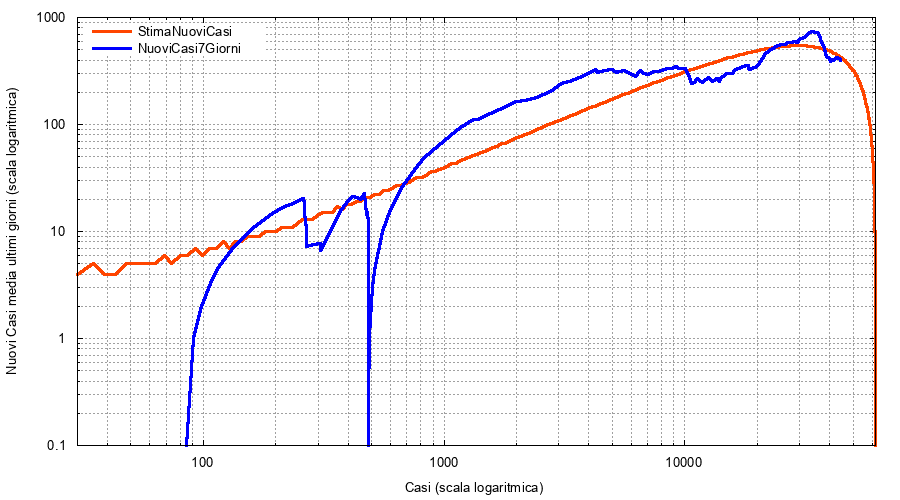 1000
StimaNuoviCasi
NuoviCasi7Giorni
100
10
1
0.1
100
1000
10000
Nuovi Casi media ultimi giorni (scala logaritmica)
Casi (scala logaritmica)